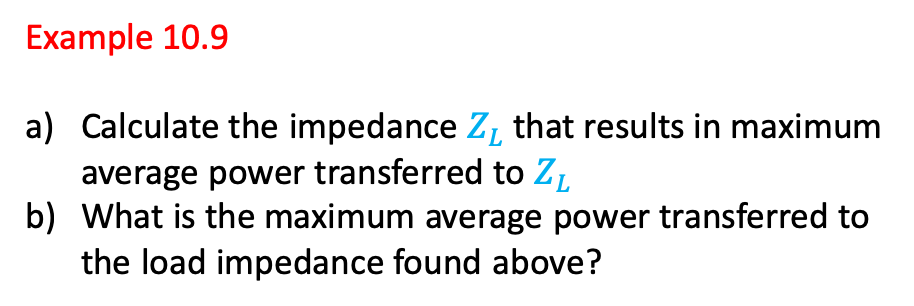 Example 10.9
a) Calculate the impedance Z_L that results in maximum
average power transferred to Z_L
b) What is the maximum average power transferred to
the load impedance found above?